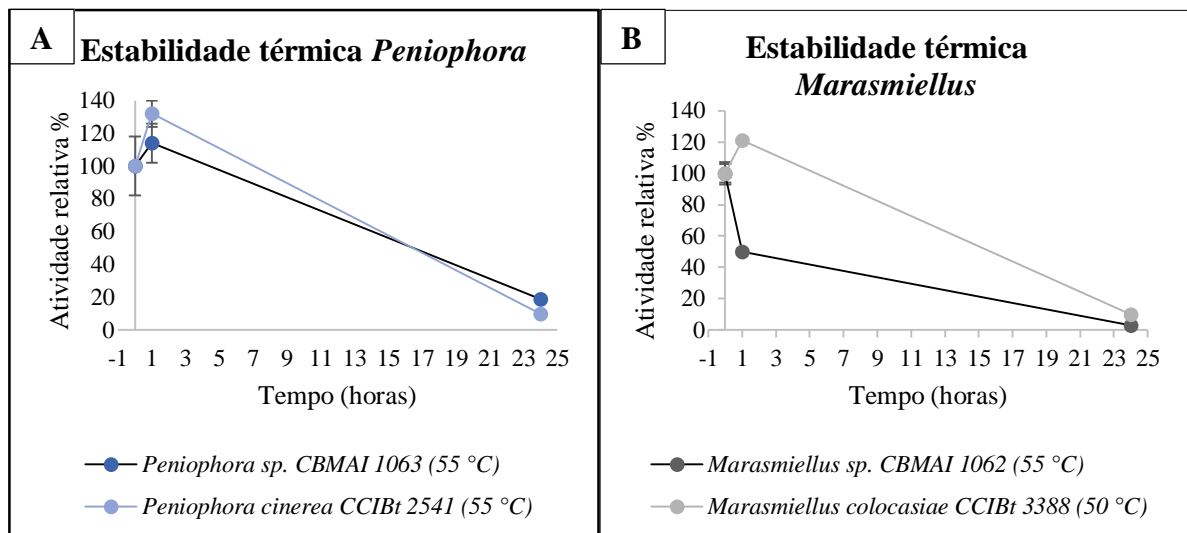 A
Estabilidade térmica Peniophora
Atividade relativa %
140
120
100
80
60
40
20
0
-1 1 3 5 7 9 11 13 15 17 19 21 23 25
Tempo (horas)
Peniophora sp. CBMAI 1063 (55 °C)
Peniophora cinerea CCIBt 2541 (55 °C)
B
Estabilidade térmica
Marasmiellus
Atividade relativa %
140
120
100
80
60
40
20
0
-1 1 3 5 7 9 11 13 15 17 19 21 23 25
Tempo (horas)
Marasmiellus sp. CBMAI 1062 (55 °C)
Marasmiellus colocasiae CCIBt 3388 (50 °C)